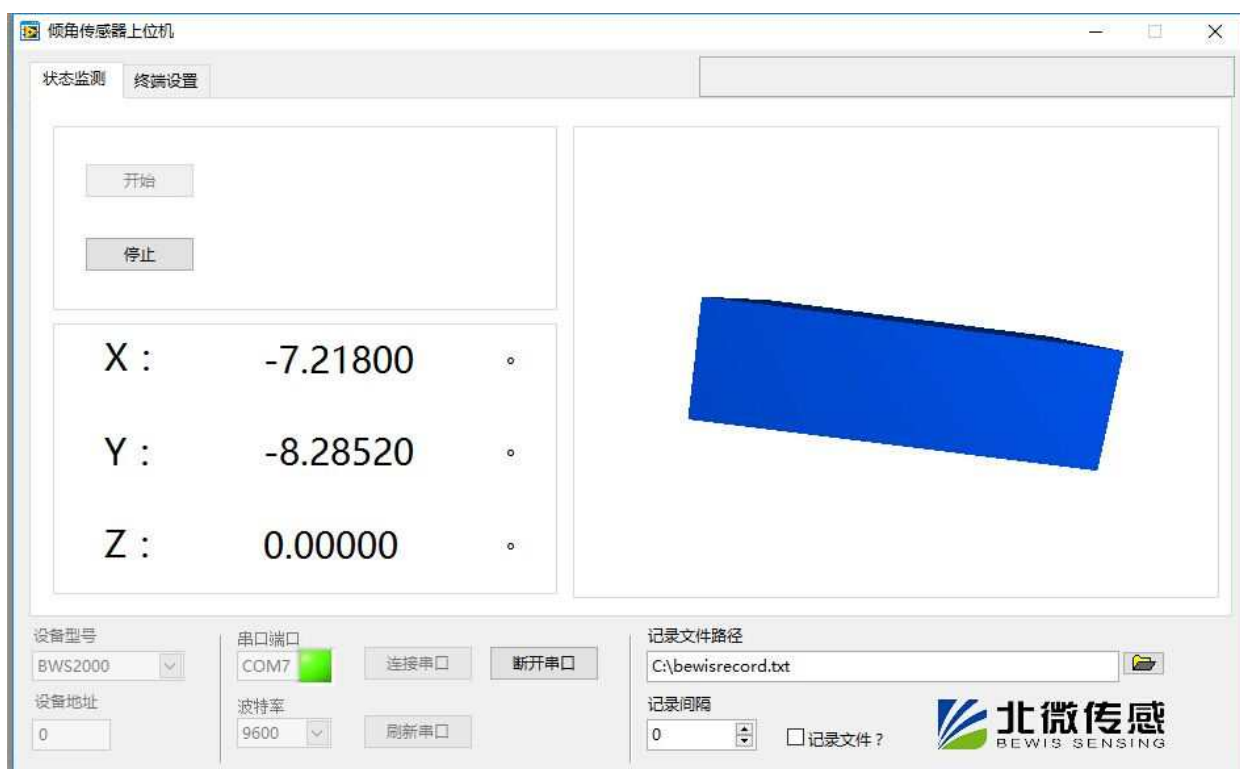 倾角传感器上位机
状态监测 终端设置
开始
停止
X： -7.21800 °
Y： -8.28520 °
Z： 0.00000 °
设备型号
BWS2000
设备地址
0
串口端口
COM7 连接串口 断开串口
波特率
9600 刷新串口
记录文件路径
C:\bewisrecord.txt
记录间隔
0 记录文件？
北微传感
BEWIS SENSING